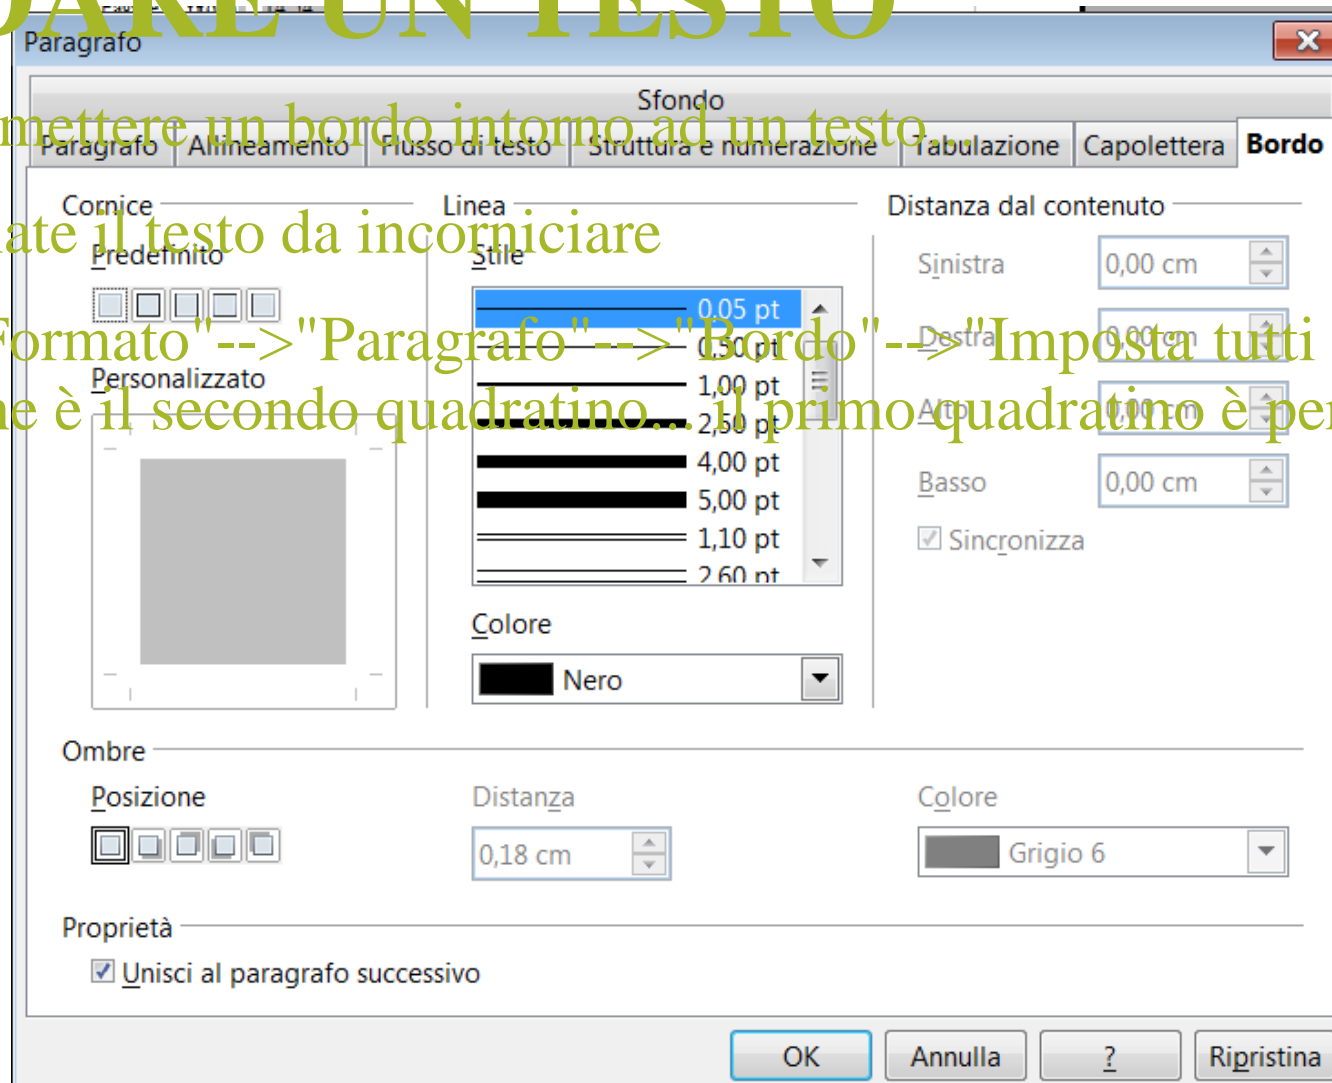 DARE UN TESTO
Paragrafo
Sfondo
mettere un bordo intorno ad un testo...
Paragrafo Allineamento Flusso di testo Struttura e numerazione Tabulazione Capolettera Bordo
Cornice Linea Distanza dal contenuto
ate il testo da incorniciare
Predefinito Stile Sinistra 0,00 cm
0,05 pt
Formato"-->"Paragrafo"-->"Bordo"-->"Imposta tutti
0,50 pt Destra 0,00 cm
Personalizzato 1,00 pt
ne è il secondo quadratino... il primo quadratino è per
2,50 pt Alto 0,00 cm
4,00 pt
Basso 0,00 cm
5,00 pt
1,10 pt Sincronizza
2,60 pt
Colore
Nero
Ombre
Posizione Distanza Colore
0,18 cm Grigio 6
Proprietà
Unisci al paragrafo successivo
OK Annulla ? Ripristina